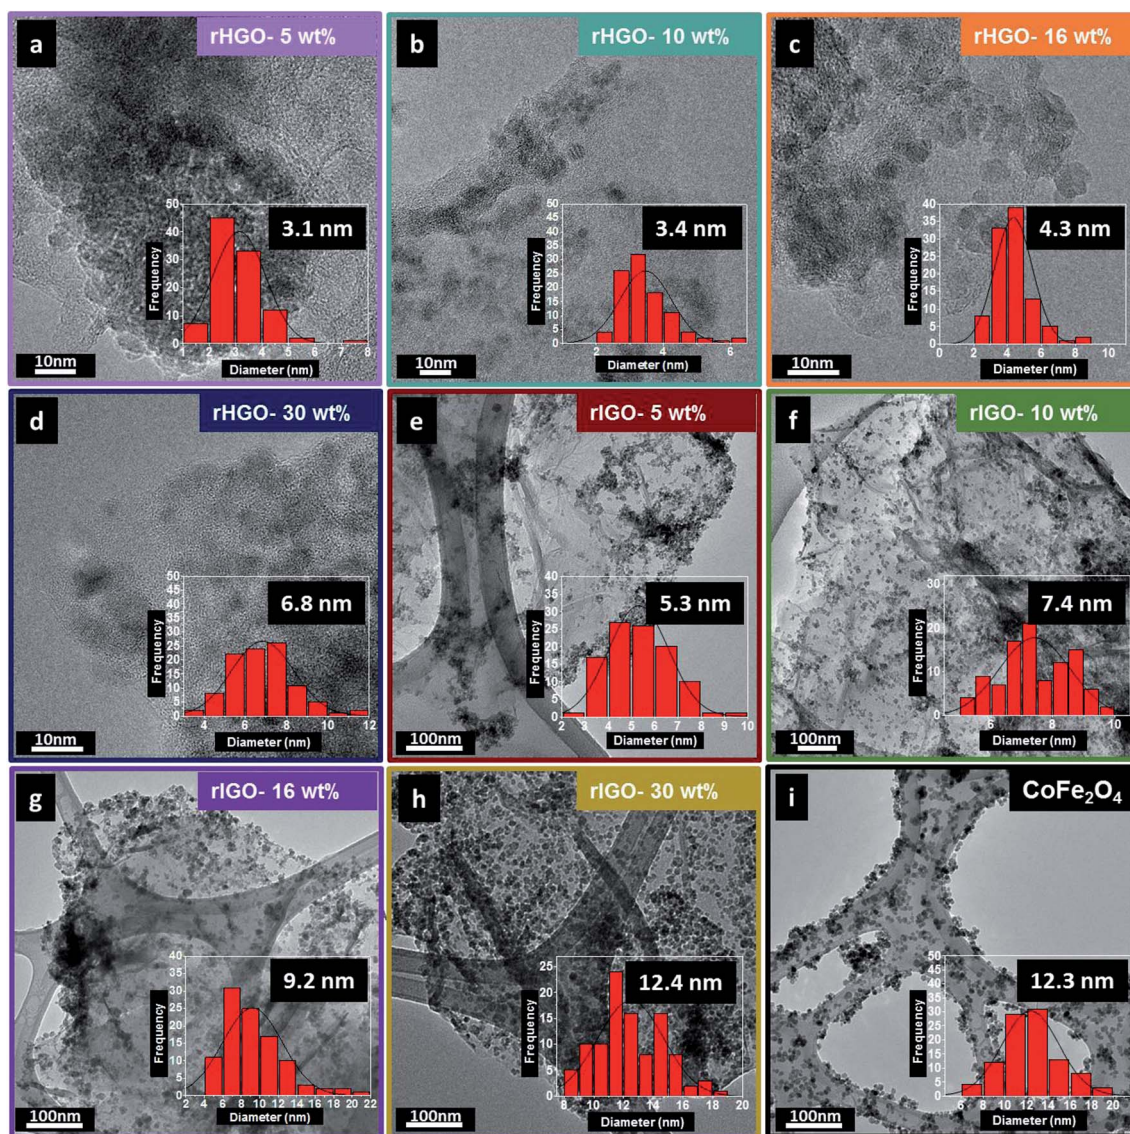 a
rHGO- 5 wt%
3.1 nm
50
45
40
35
30
25
20
15
10
5
0
Frequency
1 2 3 4 5 6 7 8
Diameter (nm)
10nm
b
rHGO- 10 wt%
3.4 nm
50
45
40
35
30
25
20
15
10
5
0
Frequency
2 4 6
Diameter (nm)
10nm
c
rHGO- 16 wt%
4.3 nm
40
35
30
25
20
15
10
5
0
Frequency
0 2 4 6 8 10
Diameter (nm)
10nm
d
rHGO- 30 wt%
6.8 nm
50
45
40
35
30
25
20
15
10
5
0
Frequency
4 6 8 10 12
Diameter (nm)
10nm
e
rIGO- 5 wt%
5.3 nm
40
35
30
25
20
15
10
5
0
Frequency
2 3 4 5 6 7 8 9 10
Diameter (nm)
100nm
f
rIGO- 10 wt%
7.4 nm
30
20
10
0
Frequency
6 8 10
Diameter (nm)
100nm
g
rIGO- 16 wt%
9.2 nm
40
35
30
25
20
15
10
5
0
Frequency
2 4 6 8 10 12 14 16 18 20 22
Diameter (nm)
100nm
h
rIGO- 30 wt%
12.4 nm
25
20
15
10
5
0
Frequency
8 10 12 14 16 18 20
Diameter (nm)
100nm
i
CoFe₂O₄
12.3 nm
50
45
40
35
30
25
20
15
10
5
0
Frequency
6 8 10 12 14 16 18 20
Diameter (nm)
100nm